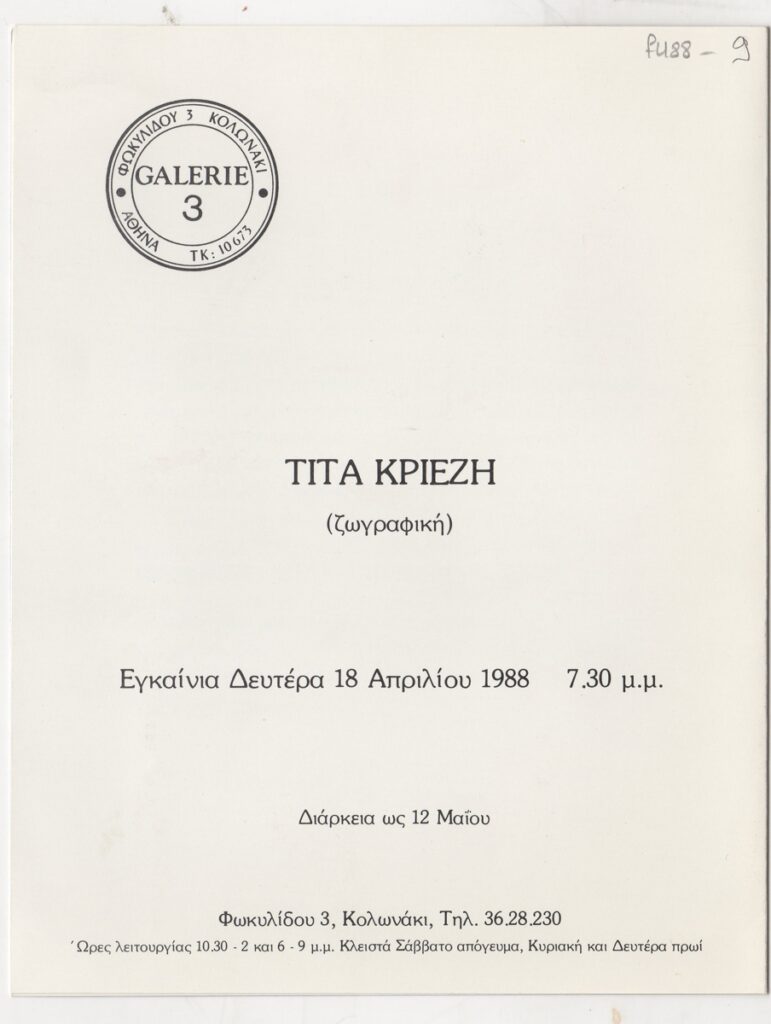 fu88 - 9
ΦΩΚΥΛΙΔΟΥ 3 ΚΟΛΩΝΑΚΙ
GALERIE
3
ΑΘΗΝΑ ΤΚ: 10673
ΤΙΤΑ ΚΡΙΕΖΗ
(ζωγραφική)
Εγκαίνια Δευτέρα 18 Απριλίου 1988 7.30 μ.μ.
Διάρκεια ως 12 Μαΐου
Φωκυλίδου 3, Κολωνάκι, Τηλ. 36.28.230
Ώρες λειτουργίας 10.30 - 2 και 6 - 9 μ.μ. Κλειστά Σάββατο απόγευμα, Κυριακή και Δευτέρα πρωί